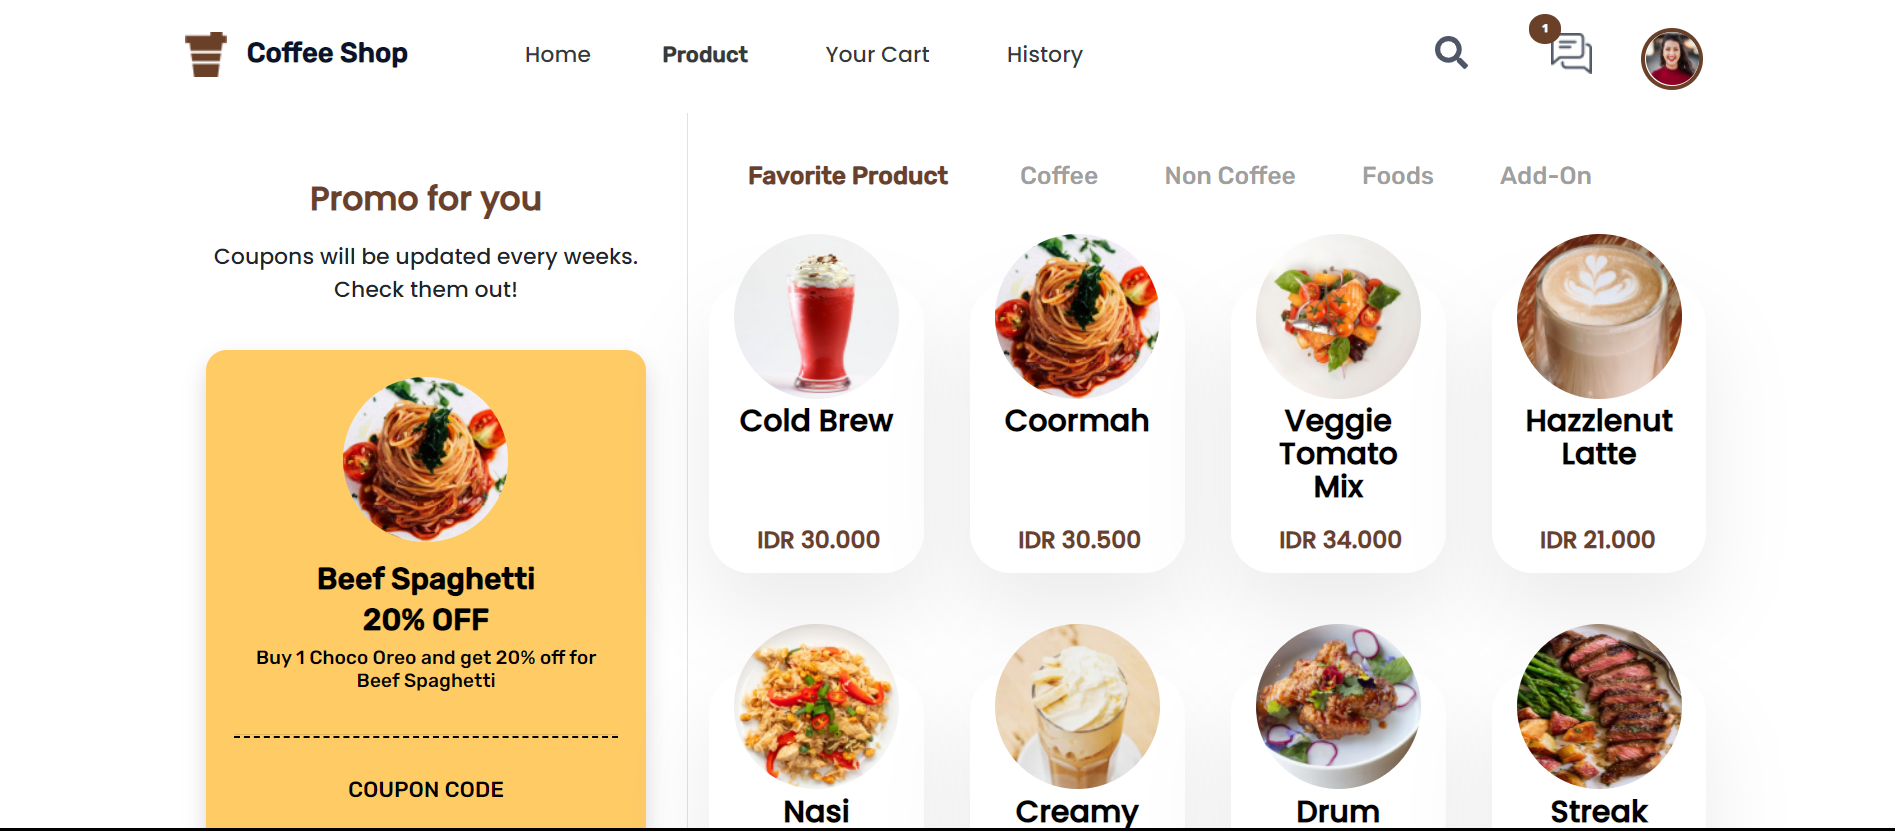 Coffee Shop
Home
Product
Your Cart
History
1
Promo for you
Coupons will be updated every weeks.
Check them out!
Beef Spaghetti
20% OFF
Buy 1 Choco Oreo and get 20% off for
Beef Spaghetti
COUPON CODE
Favorite Product
Coffee
Non Coffee
Foods
Add-On
Cold Brew
IDR 30.000
Coormah
IDR 30.500
Veggie
Tomato
Mix
IDR 34.000
Hazzlenut
Latte
IDR 21.000
Nasi
Creamy
Drum
Streak